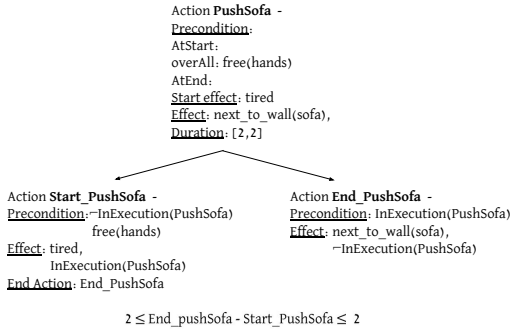 Action PushSofa -
Precondition:
AtStart:
overAll: free(hands)
AtEnd:
Start effect: tired
Effect: next_to_wall(sofa),
Duration: [2,2]
Action Start_PushSofa -
Precondition:¬InExecution(PushSofa)
free(hands)
Effect: tired,
InExecution(PushSofa)
End Action: End_PushSofa
Action End_PushSofa -
Precondition: InExecution(PushSofa)
Effect: next_to_wall(sofa),
¬InExecution(PushSofa)
2 ≤ End_pushSofa - Start_PushSofa ≤ 2